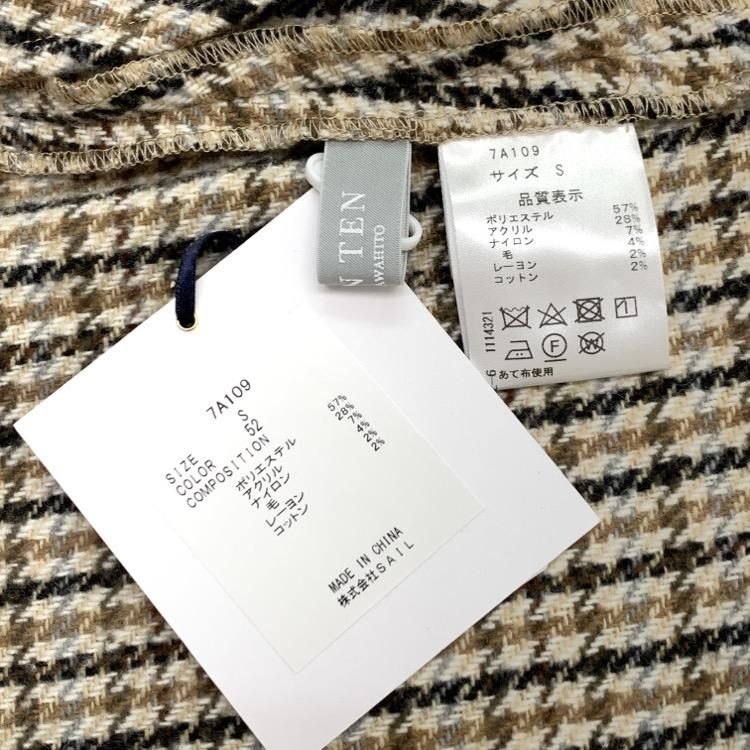 N TEN
AWAHITO
7A109
サイズ S
品質表示
ポリエステル 57%
アクリル 28%
ナイロン 7%
毛 4%
レーヨン 2%
コットン 2%
1114321
あて布使用
7A109
SIZE S
COLOR 52
COMPOSITION
ポリエステル 57%
アクリル 28%
ナイロン 7%
毛 4%
レーヨン 2%
コットン 2%
MADE IN CHINA
株式会社SAIL